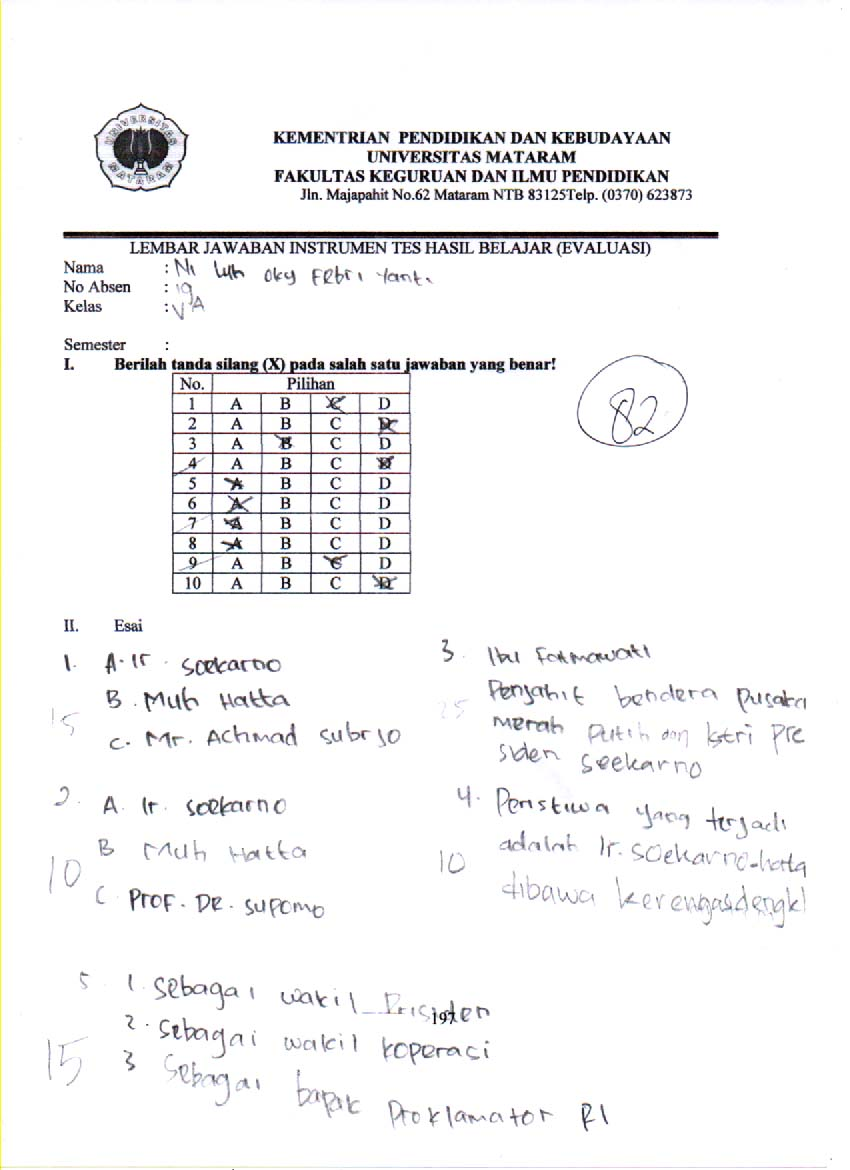 UNIVERSITAS MATARAM
KEMENTRIAN PENDIDIKAN DAN KEBUDAYAAN
UNIVERSITAS MATARAM
FAKULTAS KEGURUAN DAN ILMU PENDIDIKAN
Jln. Majapahit No.62 Mataram NTB 83125Telp. (0370) 623873
LEMBAR JAWABAN INSTRUMEN TES HASIL BELAJAR (EVALUASI)
Nama : Ni Luh Oky Febri Yanti
No Absen : 19
Kelas : VA
Semester :
I. Berilah tanda silang (X) pada salah satu jawaban yang benar!
82
No. Pilihan
1 A B C D
2 A B C D
3 A B C D
4 A B C D
5 A B C D
6 A B C D
7 A B C D
8 A B C D
9 A B C D
10 A B C D
II. Esai
1. A. Ir. Soekarno
B. Muh Hatta
15
C. Mr. Achmad Subrjo
2. A. Ir. Soekarno
B Muh Hatta
10
C Prof. DR. Supomo
3. Ibu Fatmawati
Penjahit bendera pusaka
25
merah putih dan Istri Pre
siden Seekarno
4. Peristiwa yang terjadi
adalah Ir. Soekarno-hata
10
dibawa kerengasdengkl
5 1. Sebagai wakil Prisiden
197
2. Sebagai wakil koperasi
15
3 Sebagai bapak Proklamator RI